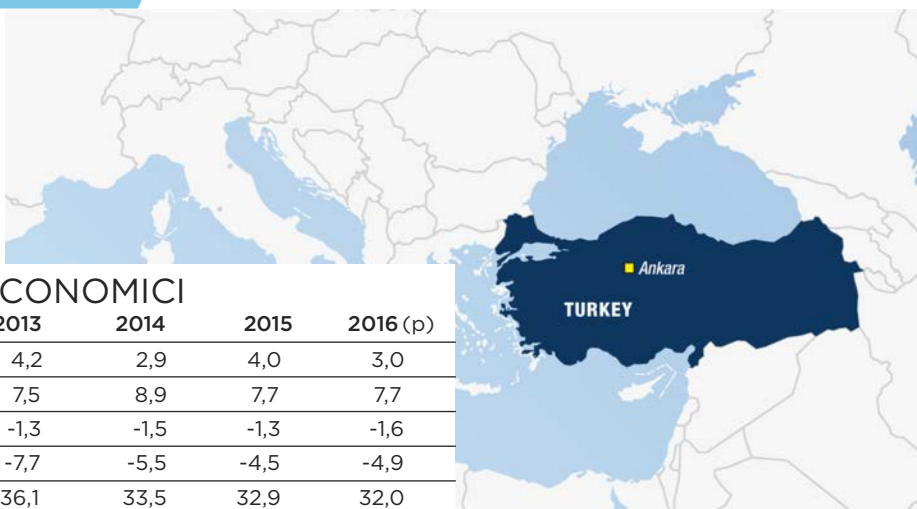 Ankara
TURKEY
CONOMICI
2013 2014 2015 2016 (p)
4,2 2,9 4,0 3,0
7,5 8,9 7,7 7,7
-1,3 -1,5 -1,3 -1,6
-7,7 -5,5 -4,5 -4,9
36,1 33,5 32,9 32,0